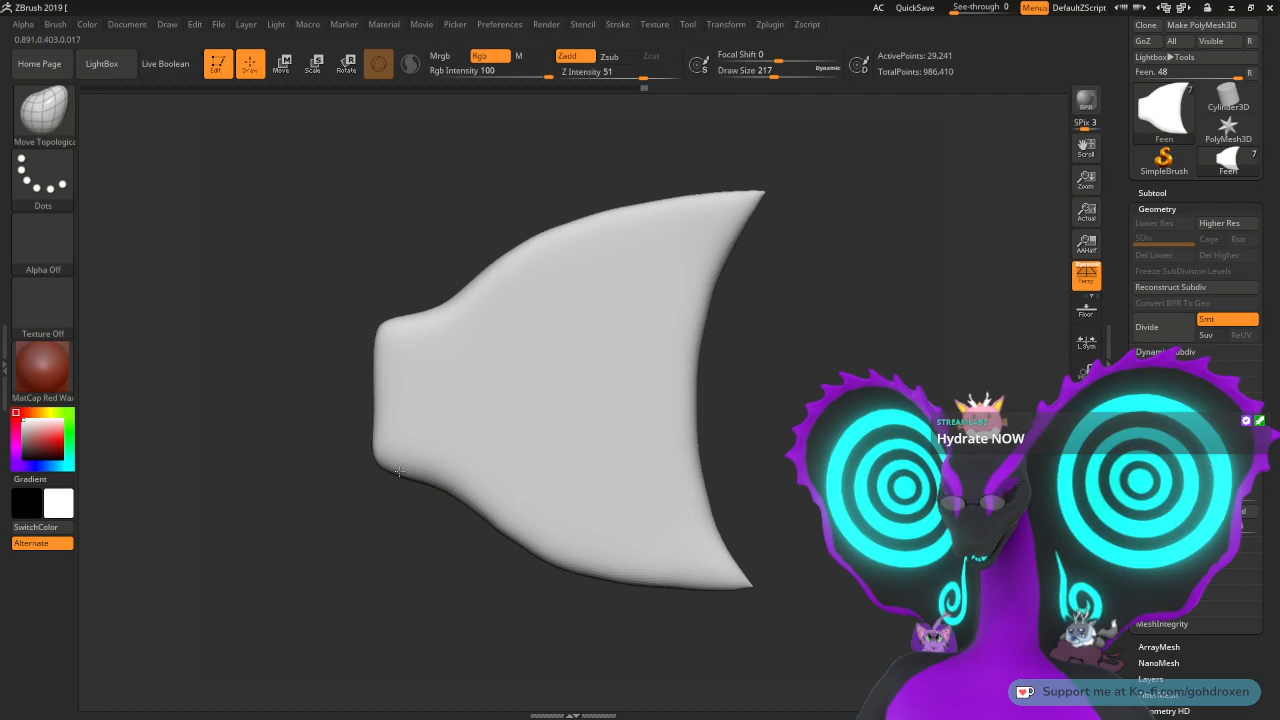 ZBrush 2019 [
AC QuickSave See-through 0 Menus DefaultZScript
Alpha Brush Color Document Draw Edit File Layer Light Macro Marker Material Movie Picker Preferences Render Stencil Stroke Texture Tool Transform Zplugin Zscript
0.891,0.403,0.017
Home Page LightBox Live Boolean
Edit Draw Move Scale Rotate
Mrgb Rgb M
Rgb Intensity 100
Zadd Zsub Zcut
Z Intensity 51
Focal Shift 0
Draw Size 217 Dynamic
ActivePoints: 29,241
TotalPoints: 986,410
Move Topologica
Dots
Alpha Off
Texture Off
MatCap Red Wax
Gradient
SwitchColor
Alternate
BPR
SPix 3
Scroll
Zoom
Actual
AAHalf
Dynamic
Persp
Floor
L.Sym
Clone Make PolyMesh3D
GoZ All Visible R
Lightbox▶Tools
Feen. 48 R
7
Cylinder3D
Feen PolyMesh3D
7
SimpleBrush Feen
Subtool
Geometry
Lower Res Higher Res
SDiv Cage Rstr
Del Lower Del Higher
Freeze SubDivision Levels
Reconstruct Subdiv
Convert BPR To Geo
Divide Smt
Suv ReUV
Dynamic Subdiv
STREAMLABS
Hydrate NOW
MeshIntegrity
ArrayMesh
NanoMesh
Layers
Support me at Ko-fi.com/gohdroxen